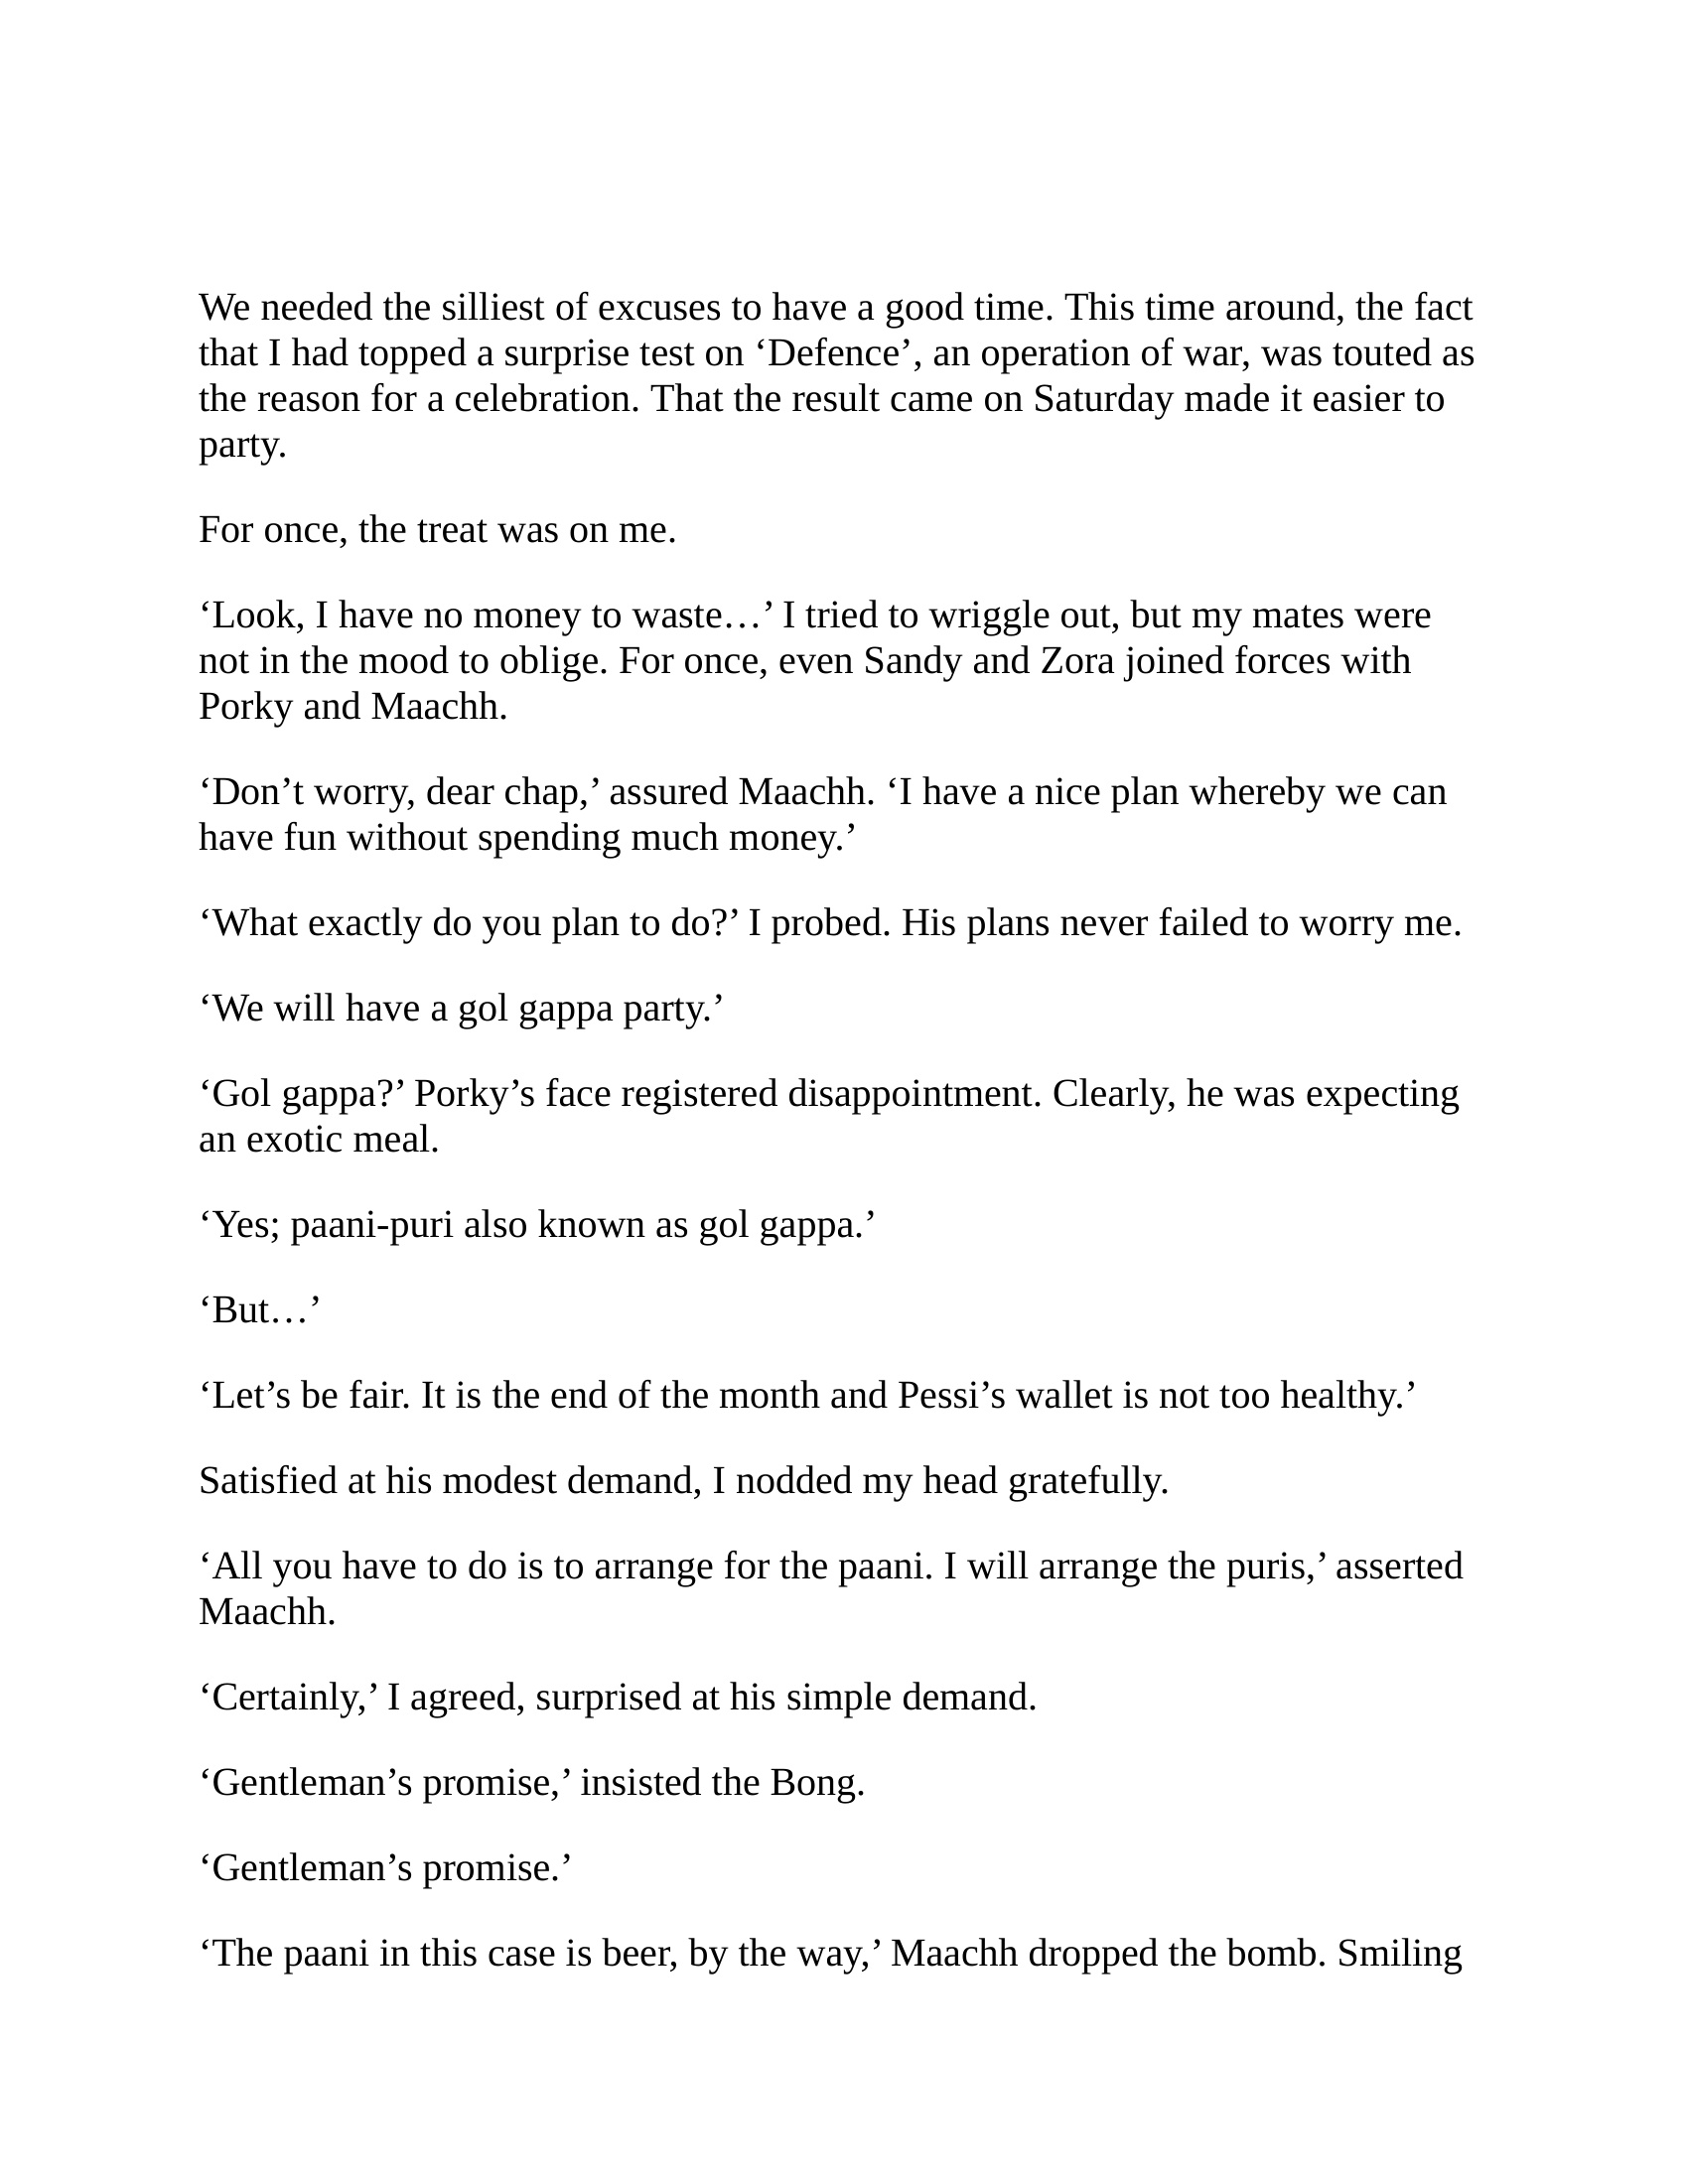 We needed the silliest of excuses to have a good time. This time around, the fact
that I had topped a surprise test on ‘Defence’, an operation of war, was touted as
the reason for a celebration. That the result came on Saturday made it easier to
party.
For once, the treat was on me.
‘Look, I have no money to waste…’ I tried to wriggle out, but my mates were
not in the mood to oblige. For once, even Sandy and Zora joined forces with
Porky and Maachh.
‘Don’t worry, dear chap,’ assured Maachh. ‘I have a nice plan whereby we can
have fun without spending much money.’
‘What exactly do you plan to do?’ I probed. His plans never failed to worry me.
‘We will have a gol gappa party.’
‘Gol gappa?’ Porky’s face registered disappointment. Clearly, he was expecting
an exotic meal.
‘Yes; paani-puri also known as gol gappa.’
‘But…’
‘Let’s be fair. It is the end of the month and Pessi’s wallet is not too healthy.’
Satisfied at his modest demand, I nodded my head gratefully.
‘All you have to do is to arrange for the paani. I will arrange the puris,’ asserted
Maachh.
‘Certainly,’ I agreed, surprised at his simple demand.
‘Gentleman’s promise,’ insisted the Bong.
‘Gentleman’s promise.’
‘The paani in this case is beer, by the way,’ Maachh dropped the bomb. Smiling